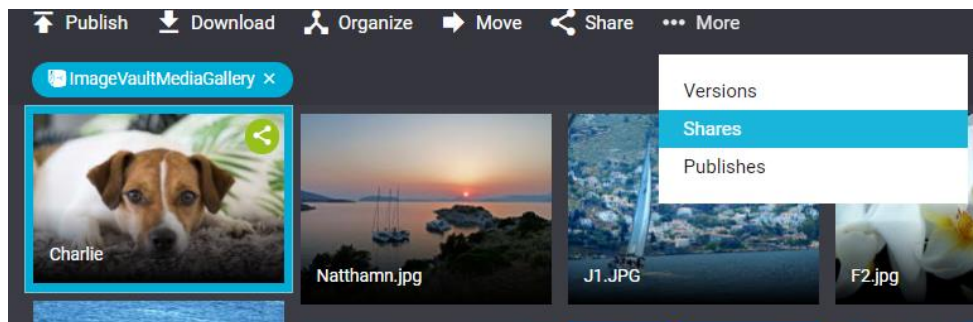 Publish Download Organize Move Share ••• More
ImageVaultMediaGallery ×
Versions
Shares
Publishes
Charlie
Natthamn.jpg
J1.JPG
F2.jpg